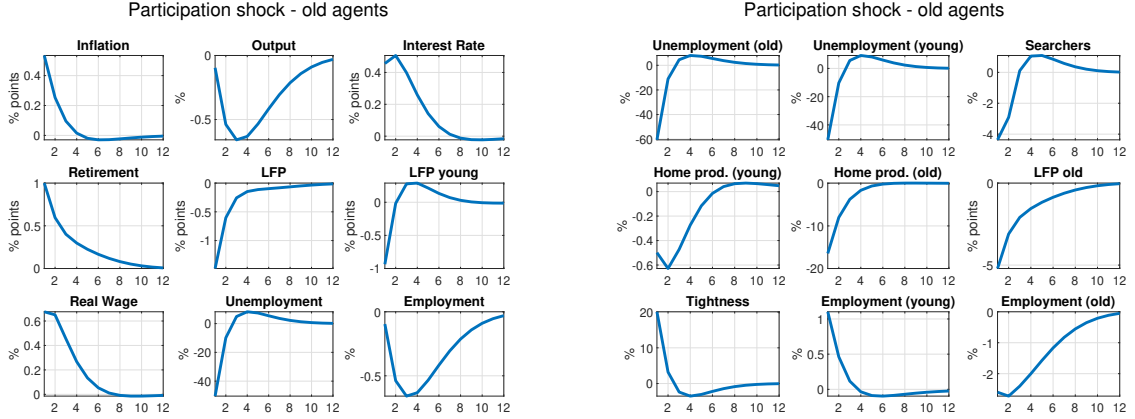 Participation shock - old agents
Inflation
% points
0.4
0.2
0
2 4 6 8 10 12
Output
%
0
-0.5
2 4 6 8 10 12
Interest Rate
% points
0.4
0.2
0
2 4 6 8 10 12
Retirement
% points
1
0.5
0
2 4 6 8 10 12
LFP
% points
0
-0.5
-1
2 4 6 8 10 12
LFP young
% points
0
-0.5
-1
2 4 6 8 10 12
Real Wage
%
0.6
0.4
0.2
0
2 4 6 8 10 12
Unemployment
%
0
-20
-40
2 4 6 8 10 12
Employment
%
0
-0.5
2 4 6 8 10 12
Participation shock - old agents
Unemployment (old)
%
0
-20
-40
-60
2 4 6 8 10 12
Unemployment (young)
%
0
-20
-40
2 4 6 8 10 12
Searchers
%
0
-2
-4
2 4 6 8 10 12
Home prod. (young)
%
0
-0.2
-0.4
-0.6
2 4 6 8 10 12
Home prod. (old)
%
0
-10
-20
2 4 6 8 10 12
LFP old
% points
0
-5
2 4 6 8 10 12
Tightness
%
20
10
0
2 4 6 8 10 12
Employment (young)
%
1
0.5
0
2 4 6 8 10 12
Employment (old)
%
0
-1
-2
2 4 6 8 10 12